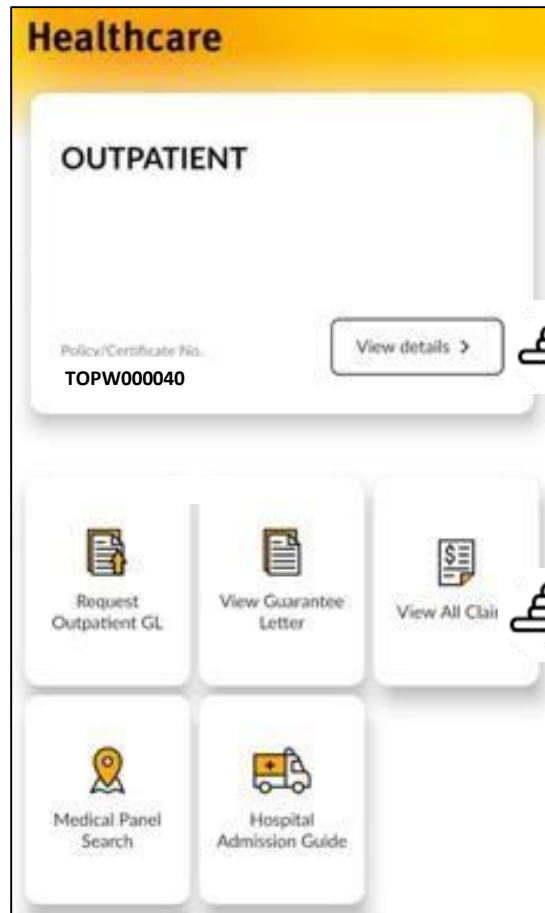 Healthcare
OUTPATIENT
Policy/Certificate No.
View details >
TOPW000040
Request
Outpatient GL
View Guarantee
Letter
View All Clai
Medical Panel
Search
Hospital
Admission Guide